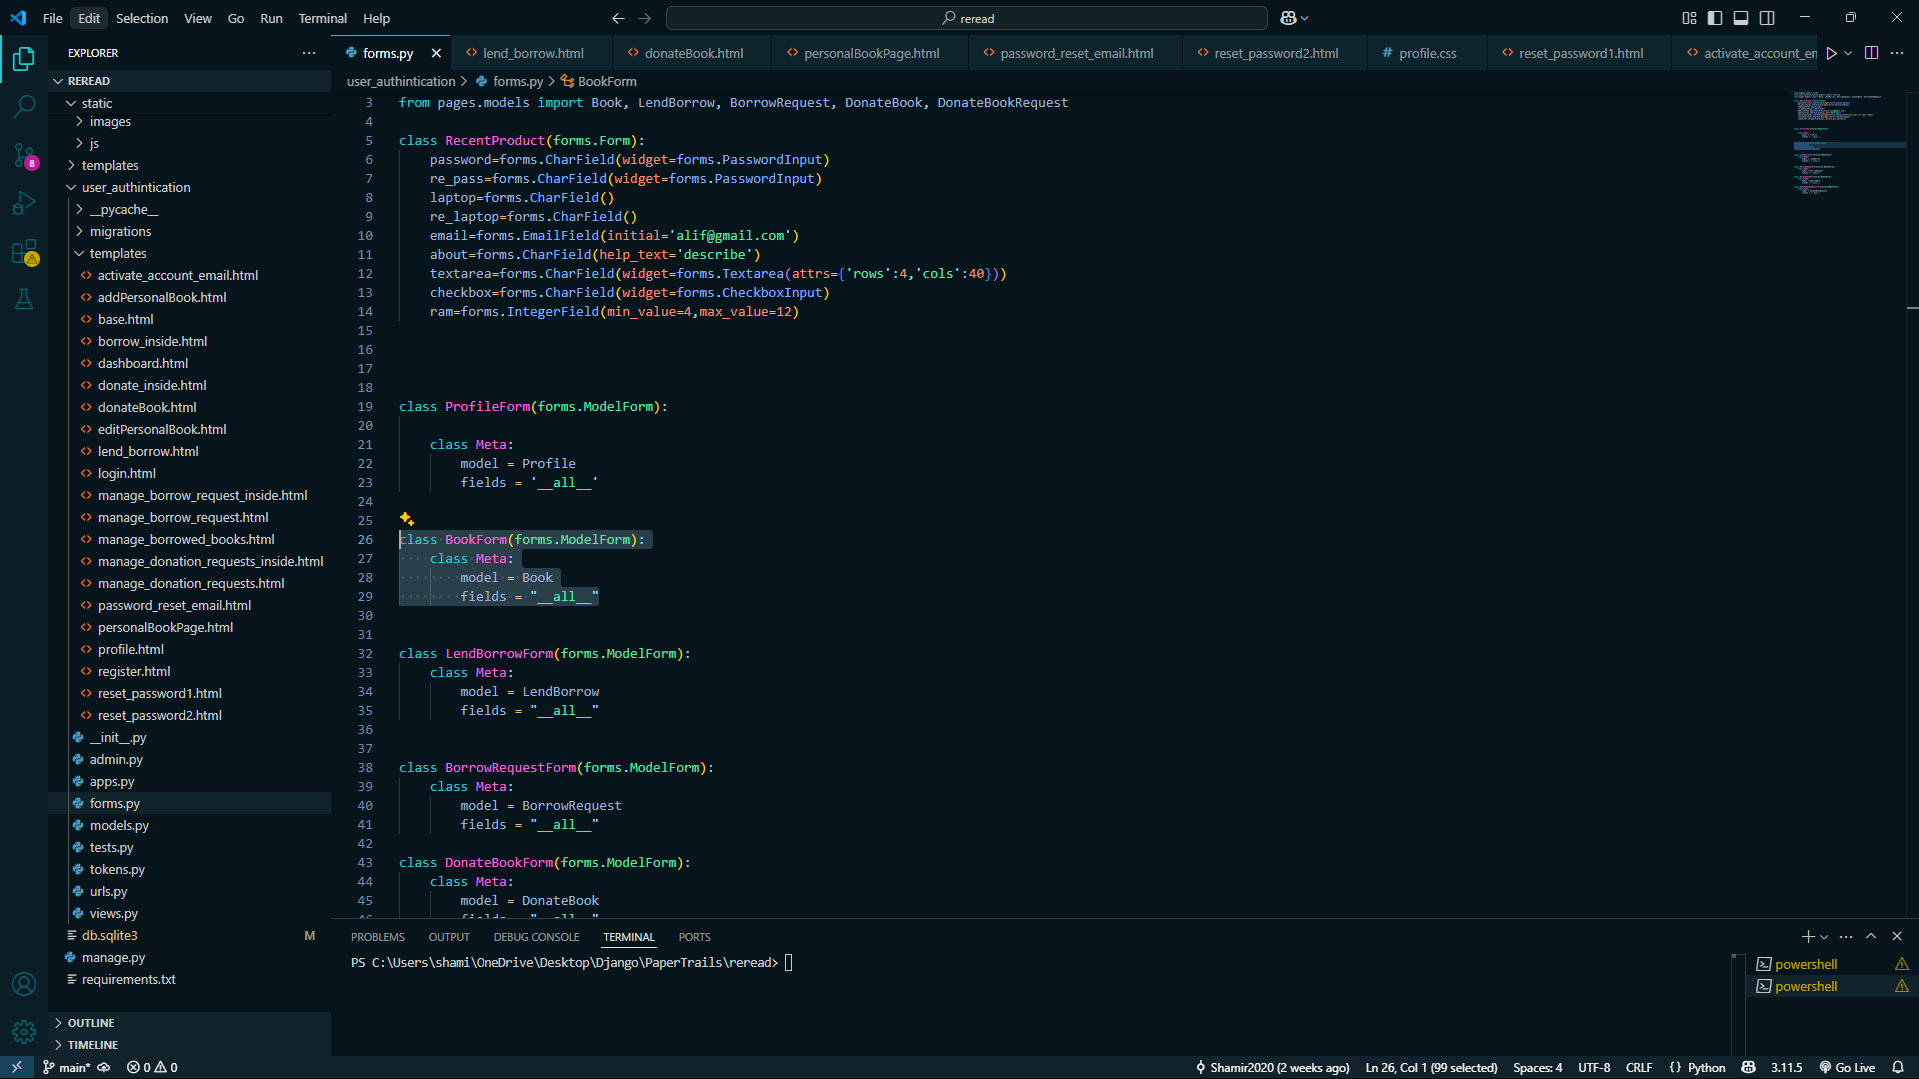 File Edit Selection View Go Run Terminal Help
reread
EXPLORER
REREAD
static
images
js
templates
user_authintication
__pycache__
migrations
templates
activate_account_email.html
addPersonalBook.html
base.html
borrow_inside.html
dashboard.html
donate_inside.html
donateBook.html
editPersonalBook.html
lend_borrow.html
login.html
manage_borrow_request_inside.html
manage_borrow_request.html
manage_borrowed_books.html
manage_donation_requests_inside.html
manage_donation_requests.html
password_reset_email.html
personalBookPage.html
profile.html
register.html
reset_password1.html
reset_password2.html
__init__.py
admin.py
apps.py
forms.py
models.py
tests.py
tokens.py
urls.py
views.py
db.sqlite3 M
manage.py
requirements.txt
OUTLINE
TIMELINE
8
forms.py lend_borrow.html donateBook.html personalBookPage.html password_reset_email.html reset_password2.html profile.css reset_password1.html activate_account_en
user_authintication > forms.py > BookForm
3 from pages.models import Book, LendBorrow, BorrowRequest, DonateBook, DonateBookRequest
4
5 class RecentProduct(forms.Form):
6 password=forms.CharField(widget=forms.PasswordInput)
7 re_pass=forms.CharField(widget=forms.PasswordInput)
8 laptop=forms.CharField()
9 re_laptop=forms.CharField()
10 email=forms.EmailField(initial='alif@gmail.com')
11 about=forms.CharField(help_text='describe')
12 textarea=forms.CharField(widget=forms.Textarea(attrs={'rows':4,'cols':40}))
13 checkbox=forms.CharField(widget=forms.CheckboxInput)
14 ram=forms.IntegerField(min_value=4,max_value=12)
15
16
17
18
19 class ProfileForm(forms.ModelForm):
20
21 class Meta:
22 model = Profile
23 fields = '__all__'
24
25
26 class BookForm(forms.ModelForm):
27 class Meta:
28 model = Book
29 fields = "__all__"
30
31
32 class LendBorrowForm(forms.ModelForm):
33 class Meta:
34 model = LendBorrow
35 fields = "__all__"
36
37
38 class BorrowRequestForm(forms.ModelForm):
39 class Meta:
40 model = BorrowRequest
41 fields = "__all__"
42
43 class DonateBookForm(forms.ModelForm):
44 class Meta:
45 model = DonateBook
46 fields = "__all__"
PROBLEMS OUTPUT DEBUG CONSOLE TERMINAL PORTS
PS C:\Users\shami\OneDrive\Desktop\Django\PaperTrails\reread>
powershell
powershell
main* 0 0 Shamir2020 (2 weeks ago) Ln 26, Col 1 (99 selected) Spaces: 4 UTF-8 CRLF {} Python 3.11.5 Go Live